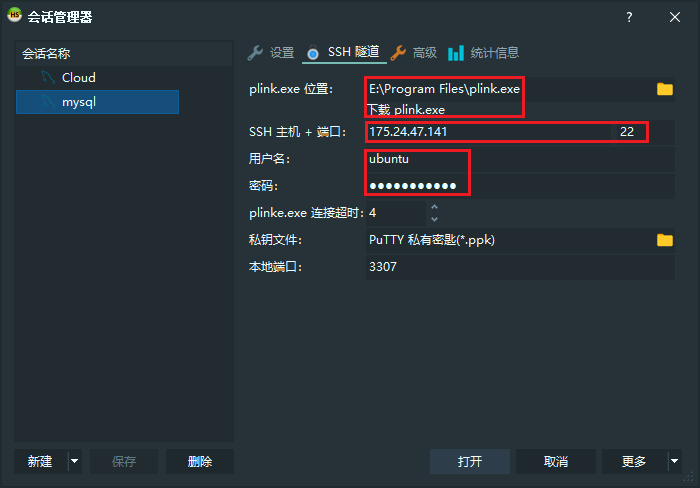 HS 会话管理器
会话名称
Cloud
mysql
设置 SSH 隧道 高级 统计信息
plink.exe 位置: E:\Program Files\plink.exe
下载 plink.exe
SSH 主机 + 端口: 175.24.47.141 22
用户名: ubuntu
密码: ●●●●●●●●●●●
plinke.exe 连接超时: 4
私钥文件: PuTTY 私有密匙(*.ppk)
本地端口: 3307
新建 保存 删除 打开 取消 更多